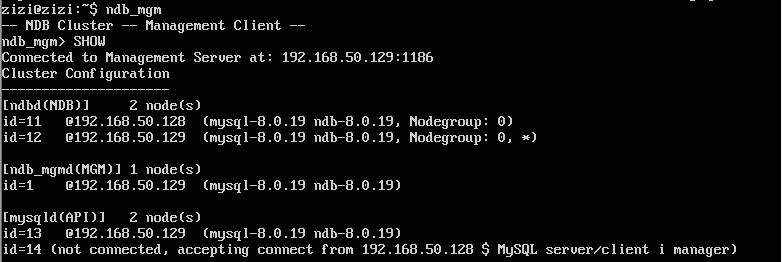 zizi@zizi:~$ ndb_mgm
-- NDB Cluster -- Management Client --
ndb_mgm> SHOW
Connected to Management Server at: 192.168.50.129:1186
Cluster Configuration
---------------------
[ndbd(NDB)]     2 node(s)
id=11   @192.168.50.128  (mysql-8.0.19 ndb-8.0.19, Nodegroup: 0)
id=12   @192.168.50.129  (mysql-8.0.19 ndb-8.0.19, Nodegroup: 0, *)

[ndb_mgmd(MGM)] 1 node(s)
id=1    @192.168.50.129  (mysql-8.0.19 ndb-8.0.19)

[mysqld(API)]   2 node(s)
id=13   @192.168.50.129  (mysql-8.0.19 ndb-8.0.19)
id=14 (not connected, accepting connect from 192.168.50.128 $ MySQL server/client i manager)